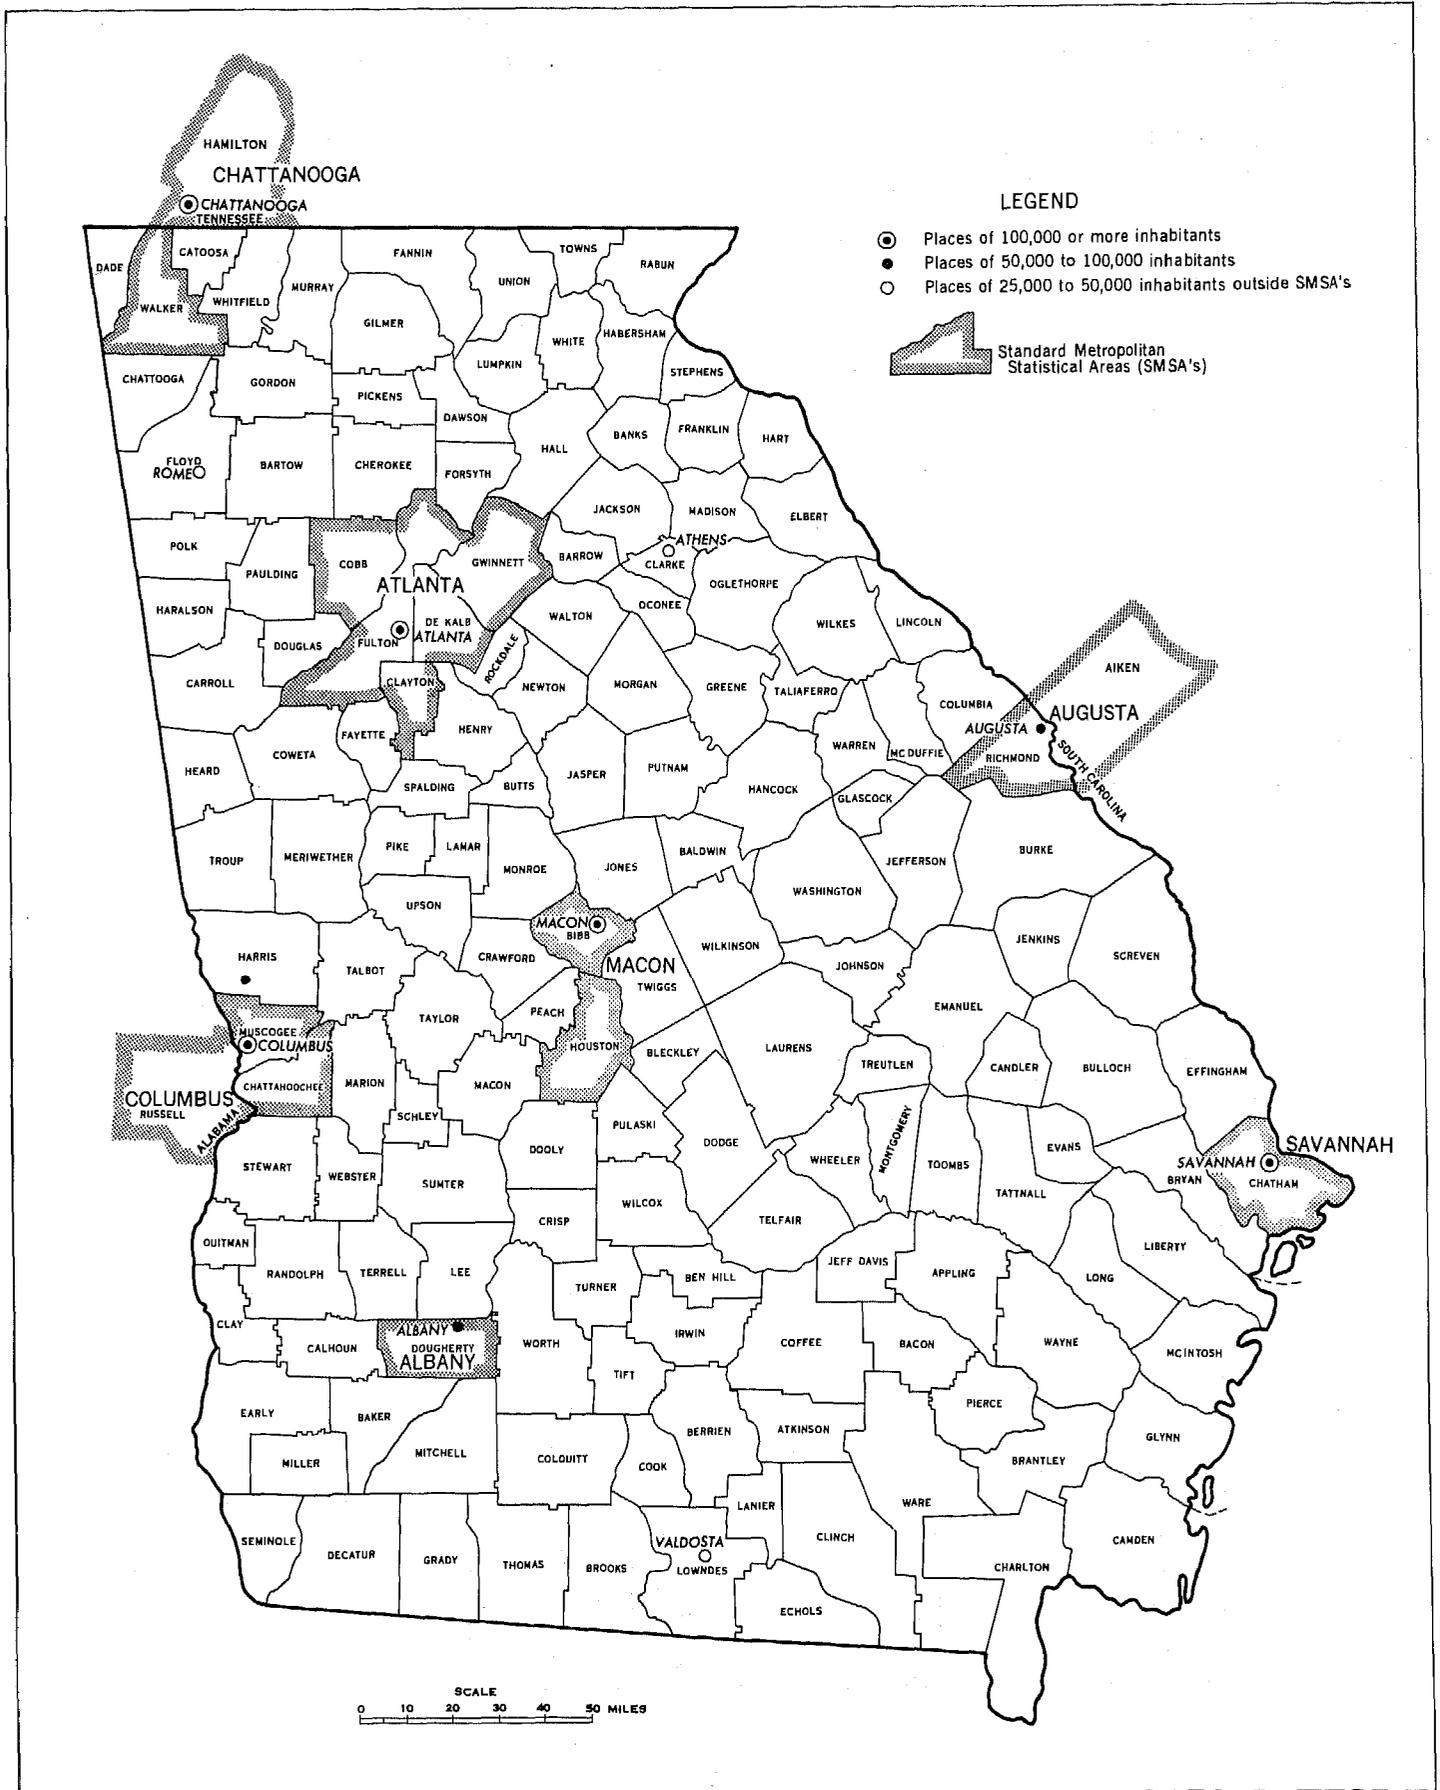 HAMILTON
CHATTANOOGA
CHATTANOOGA
TENNESSEE
LEGEND
Places of 100,000 or more inhabitants
Places of 50,000 to 100,000 inhabitants
Places of 25,000 to 50,000 inhabitants outside SMSA's
Standard Metropolitan
Statistical Areas (SMSA's)
DADE
CATOOSA
FANNIN
TOWNS
RABUN
UNION
MURRAY
WALKER
WHITFIELD
GILMER
WHITE
HABERSHAM
LUMPKIN
STEPHENS
CHATTOOGA
GORDON
PICKENS
DAWSON
BANKS
FRANKLIN
HART
HALL
FLOYD
ROME
BARTOW
CHEROKEE
FORSYTH
JACKSON
MADISON
ELBERT
POLK
PAULDING
COBB
GWINNETT
BARROW
ATHENS
CLARKE
OGLETHORPE
ATLANTA
HARALSON
OCONEE
WALTON
WILKES
LINCOLN
DOUGLAS
FULTON
DE KALB
ATLANTA
ROCKDALE
AIKEN
CARROLL
CLAYTON
NEWTON
MORGAN
GREENE
TALIAFERRO
COLUMBIA
AUGUSTA
AUGUSTA
FAYETTE
HENRY
COWETA
WARREN
MC DUFFIE
RICHMOND
SOUTH CAROLINA
HEARD
SPALDING
BUTTS
JASPER
PUTNAM
HANCOCK
GLASCOCK
TROUP
MERIWETHER
PIKE
LAMAR
MONROE
JONES
BALDWIN
JEFFERSON
BURKE
WASHINGTON
UPSON
MACON
BIBB
WILKINSON
JENKINS
SCREVEN
HARRIS
TALBOT
CRAWFORD
MACON
TWIGGS
JOHNSON
EMANUEL
MUSCOGEE
COLUMBUS
TAYLOR
PEACH
HOUSTON
BLECKLEY
LAURENS
TREUTLEN
CANDLER
BULLOCH
EFFINGHAM
COLUMBUS
RUSSELL
ALABAMA
CHATTAHOOCHEE
MARION
MACON
SCHLEY
PULASKI
DODGE
MONTGOMERY
STEWART
WEBSTER
SUMTER
DOOLY
WHEELER
TOOMBS
EVANS
TATTNALL
SAVANNAH
SAVANNAH
BRYAN
CHATHAM
CRISP
WILCOX
TELFAIR
QUITMAN
RANDOLPH
TERRELL
LEE
TURNER
BEN HILL
JEFF DAVIS
APPLING
LONG
LIBERTY
CLAY
CALHOUN
ALBANY
DOUGHERTY
ALBANY
WORTH
IRWIN
COFFEE
BACON
WAYNE
MC INTOSH
TIFT
EARLY
BAKER
MITCHELL
BERRIEN
ATKINSON
PIERCE
GLYNN
MILLER
COLQUITT
COOK
BRANTLEY
LANIER
WARE
SEMINOLE
DECATUR
GRADY
THOMAS
BROOKS
VALDOSTA
LOWNDES
CLINCH
CHARLTON
CAMDEN
ECHOLS
SCALE
0 10 20 30 40 50 MILES